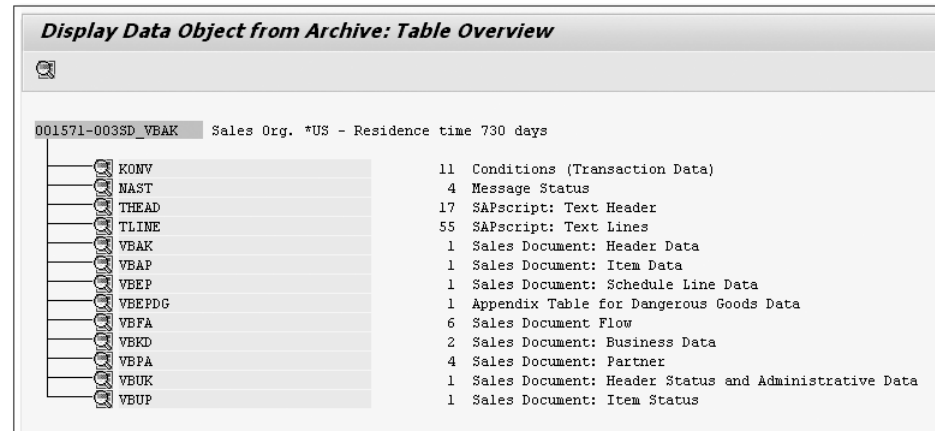 Display Data Object from Archive: Table Overview
001571-003SD_VBAK Sales Org. *US - Residence time 730 days
KONV 11 Conditions (Transaction Data)
NAST 4 Message Status
THEAD 17 SAPscript: Text Header
TLINE 55 SAPscript: Text Lines
VBAK 1 Sales Document: Header Data
VBAP 1 Sales Document: Item Data
VBEP 1 Sales Document: Schedule Line Data
VBEPDG 1 Appendix Table for Dangerous Goods Data
VBFA 6 Sales Document Flow
VBKD 2 Sales Document: Business Data
VBPA 4 Sales Document: Partner
VBUK 1 Sales Document: Header Status and Administrative Data
VBUP 1 Sales Document: Item Status